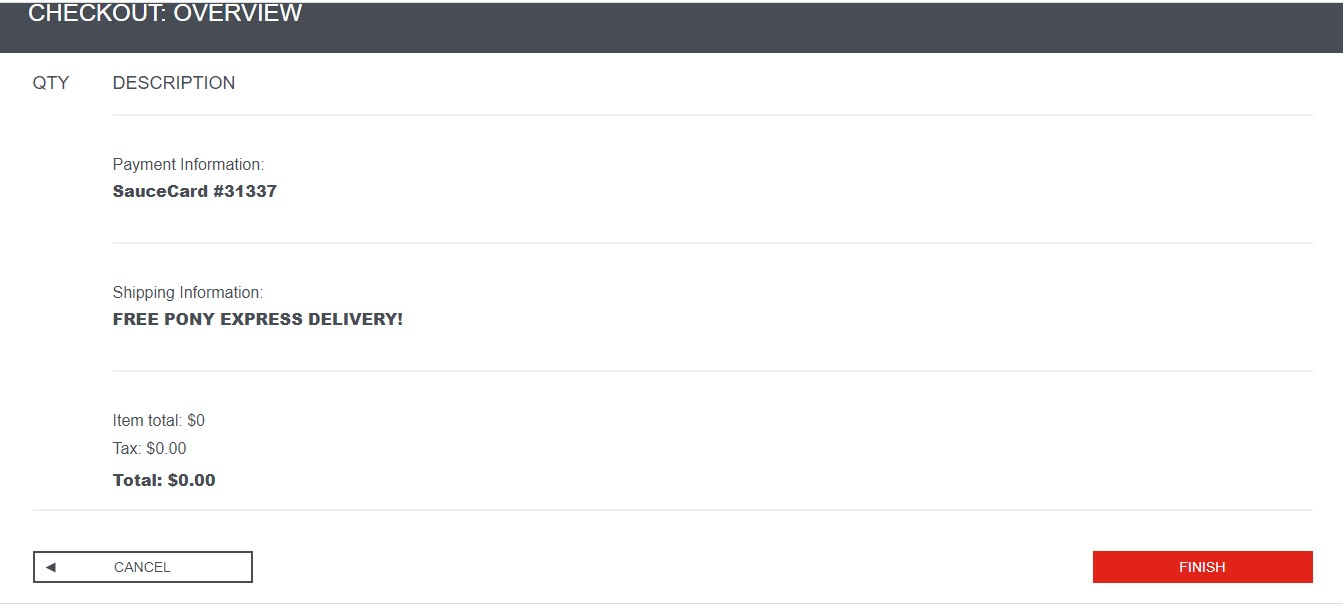 CHECKOUT: OVERVIEW
QTY DESCRIPTION
Payment Information:
SauceCard #31337
Shipping Information:
FREE PONY EXPRESS DELIVERY!
Item total: $0
Tax: $0.00
Total: $0.00
CANCEL FINISH